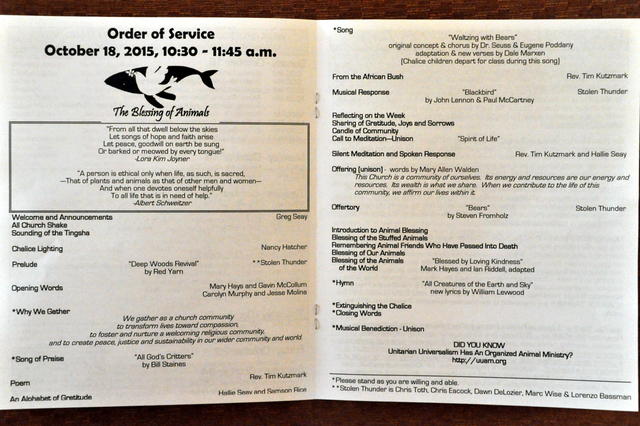 Order of Service
October 18, 2015, 10:30 - 11:45 a.m.
The Blessing of Animals
"From all that dwell below the skies
Let songs of hope and faith arise
Let peace, goodwill on earth be sung
Or barked or meowed by every tongue!"
-Lora Kim Joyner
"A person is ethical only when life, as such, is sacred,
—That of plants and animals as that of other men and women—
And when one devotes oneself helpfully
To all life that is in need of help."
-Albert Schweitzer
Welcome and Announcements Greg Seay
All Church Shake
Sounding of the Tingsha
Chalice Lighting Nancy Hatcher
Prelude "Deep Woods Revival" **Stolen Thunder
by Red Yarn
Opening Words Mary Hays and Gavin McCollum
Carolyn Murphy and Jesse Molina
*Why We Gather
We gather as a church community
to transform lives toward compassion,
to foster and nurture a welcoming religious community,
and to create peace, justice and sustainability in our wider community and world
*Song of Praise "All God's Critters"
by Bill Staines
Poem Rev. Tim Kutzmark
An Alphabet of Gratitude Hallie Seay and Samson Rice
*Song
"Waltzing with Bears"
original concept & chorus by Dr. Seuss & Eugene Poddany
adaptation & new verses by Dale Marxen
(Chalice children depart for class during this song)
From the African Bush Rev. Tim Kutzmark
Musical Response "Blackbird" Stolen Thunder
by John Lennon & Paul McCartney
Reflecting on the Week
Sharing of Gratitude, Joys and Sorrows
Candle of Community
Call to Meditation—Unison "Spirit of Life"
Silent Meditation and Spoken Response Rev. Tim Kutzmark and Hallie Seay
Offering (unison) - words by Mary Allen Walden
This Church is a community of ourselves. Its energy and resources are our energy and
resources. Its wealth is what we share. When we contribute to the life of this
community, we affirm our lives within it.
Offertory "Bears" Stolen Thunder
by Steven Fromholz
Introduction to Animal Blessing
Blessing of the Stuffed Animals
Remembering Animal Friends Who Have Passed Into Death
Blessing of Our Animals
Blessing of the Animals "Blessed by Loving Kindness"
of the World Mark Hayes and Ian Riddell, adapted
*Hymn "All Creatures of the Earth and Sky"
new lyrics by William Lewwood
*Extinguishing the Chalice
*Closing Words
*Musical Benediction - Unison
DID YOU KNOW
Unitarian Universalism Has An Organized Animal Ministry?
http://uuam.org
*Please stand as you are willing and able.
**Stolen Thunder is Chris Toth, Chris Eacock, Dawn DeLozier, Marc Wise & Lorenzo Bassman